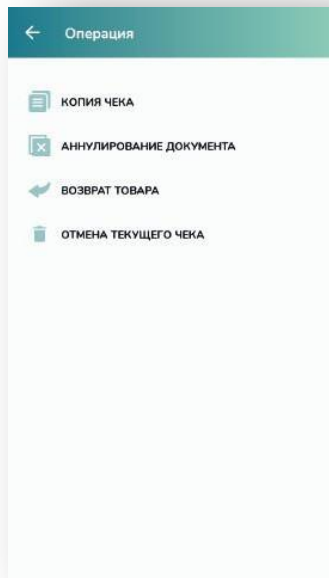 Операция
КОПИЯ ЧЕКА
АННУЛИРОВАНИЕ ДОКУМЕНТА
ВОЗВРАТ ТОВАРА
ОТМЕНА ТЕКУЩЕГО ЧЕКА